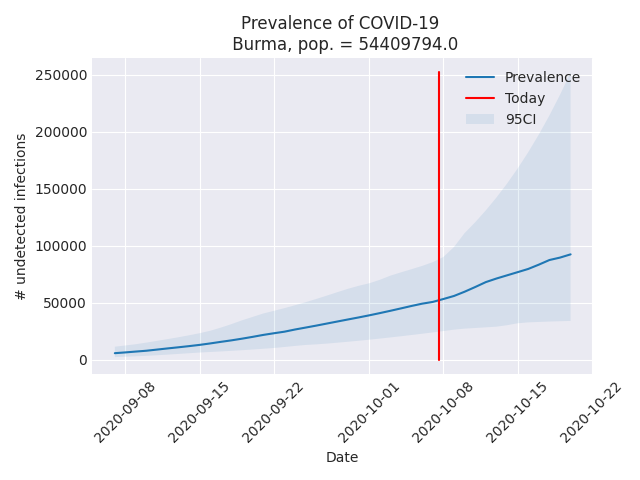 Prevalence of COVID-19
Burma, pop. = 54409794.0
250000
200000
150000
100000
50000
0
# undetected infections
Prevalence
Today
95CI
2020-09-08
2020-09-15
2020-09-22
2020-10-01
2020-10-08
2020-10-15
2020-10-22
Date